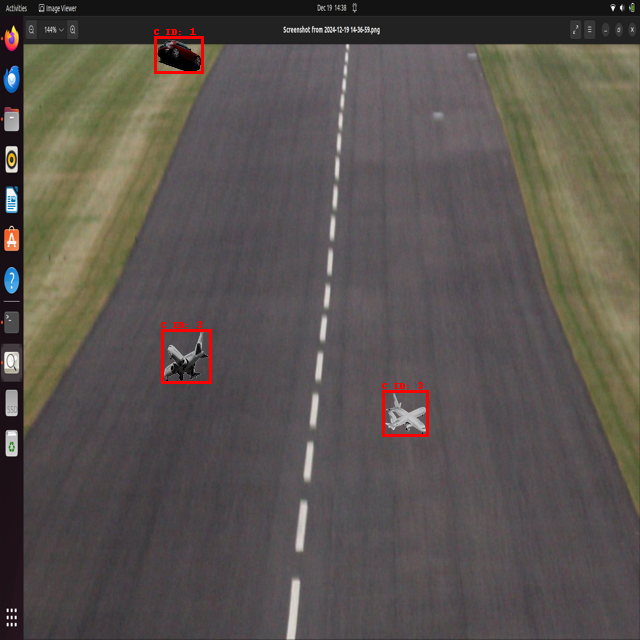 Activities
Image Viewer
Dec 19 14:38
144%
Screenshot from 2024-12-19 14-36-59.png